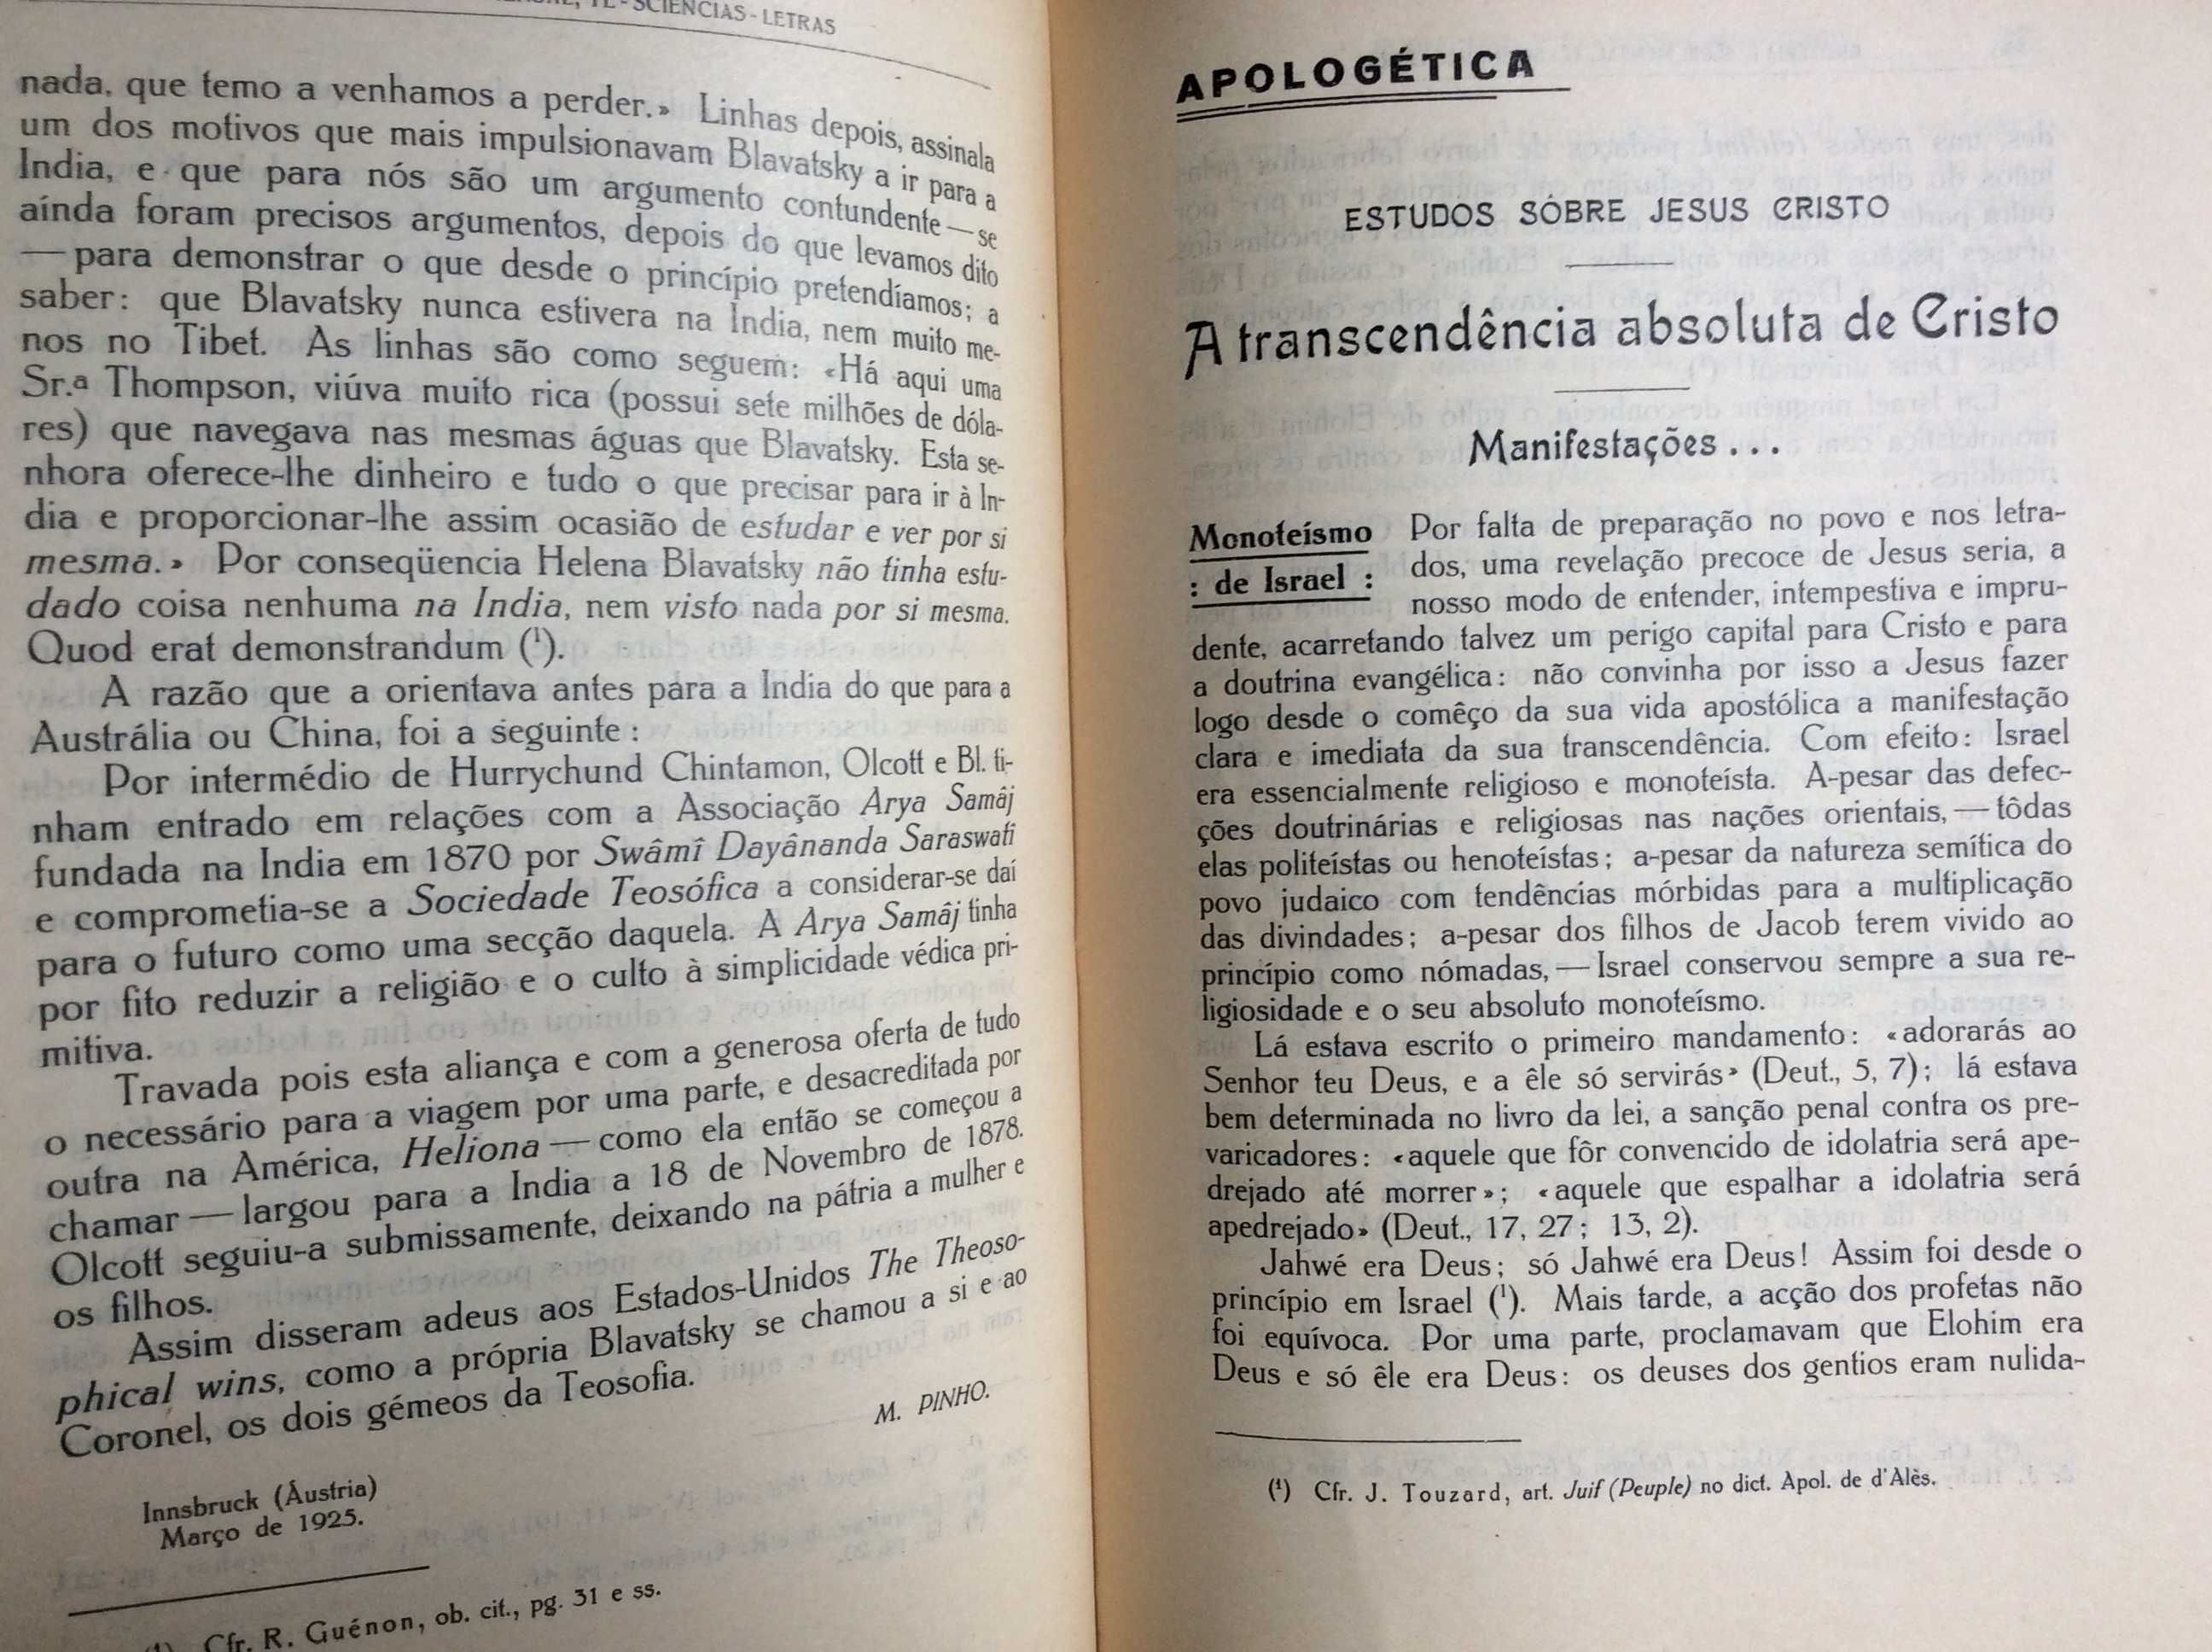 SCIENCIAS - LETRAS
nada, que temo a venhamos a perder.» Linhas depois, assinala
um dos motivos que mais impulsionavam Blavatsky a ir para a
India, e que para nós são um argumento contundente — se
aínda foram precisos argumentos, depois do que levamos dito
— para demonstrar o que desde o princípio pretendíamos; a
saber: que Blavatsky nunca estivera na India, nem muito me-
nos no Tibet. As linhas são como seguem: «Há aqui uma
Sr.ª Thompson, viúva muito rica (possui sete milhões de dóla-
res) que navegava nas mesmas águas que Blavatsky. Esta se-
nhora oferece-lhe dinheiro e tudo o que precisar para ir à In-
dia e proporcionar-lhe assim ocasião de estudar e ver por si
mesma.» Por conseqüencia Helena Blavatsky não tinha estu-
dado coisa nenhuma na India, nem visto nada por si mesma.
Quod erat demonstrandum (¹).
A razão que a orientava antes para a India do que para a
Austrália ou China, foi a seguinte :
Por intermédio de Hurrychund Chintamon, Olcott e Bl. ti-
nham entrado em relações com a Associação Arya Samâj
fundada na India em 1870 por Swâmî Dayânanda Saraswati
e comprometia-se a Sociedade Teosófica a considerar-se daí
para o futuro como uma secção daquela. A Arya Samâj tinha
por fito reduzir a religião e o culto à simplicidade védica pri-
mitiva.
Travada pois esta aliança e com a generosa oferta de tudo
o necessário para a viagem por uma parte, e desacreditada por
outra na América, Heliona — como ela então se começou a
chamar — largou para a India a 18 de Novembro de 1878.
Olcott seguiu-a submissamente, deixando na pátria a mulher e
os filhos.
Assim disseram adeus aos Estados-Unidos The Theoso-
phical wins, como a própria Blavatsky se chamou a si e ao
Coronel, os dois gémeos da Teosofia.
M. PINHO.
Innsbruck (Áustria)
Março de 1925.
Cfr. R. Guénon, ob. cit., pg. 31 e ss.
APOLOGÉTICA
ESTUDOS SÔBRE JESUS CRISTO
A transcendência absoluta de Cristo
Manifestações . . .
Monoteísmo
: de Israel :
Por falta de preparação no povo e nos letra-
dos, uma revelação precoce de Jesus seria, a
nosso modo de entender, intempestiva e impru-
dente, acarretando talvez um perigo capital para Cristo e para
a doutrina evangélica: não convinha por isso a Jesus fazer
logo desde o comêço da sua vida apostólica a manifestação
clara e imediata da sua transcendência. Com efeito: Israel
era essencialmente religioso e monoteísta. A-pesar das defec-
ções doutrinárias e religiosas nas nações orientais, — tôdas
elas politeístas ou henoteístas; a-pesar da natureza semítica do
povo judaico com tendências mórbidas para a multiplicação
das divindades; a-pesar dos filhos de Jacob terem vivido ao
princípio como nómadas, — Israel conservou sempre a sua re-
ligiosidade e o seu absoluto monoteísmo.
Lá estava escrito o primeiro mandamento: «adorarás ao
Senhor teu Deus, e a êle só servirás» (Deut., 5, 7); lá estava
bem determinada no livro da lei, a sanção penal contra os pre-
varicadores: «aquele que fôr convencido de idolatria será ape-
drejado até morrer»; «aquele que espalhar a idolatria será
apedrejado» (Deut., 17, 27; 13, 2).
Jahwé era Deus; só Jahwé era Deus! Assim foi desde o
princípio em Israel (¹). Mais tarde, a acção dos profetas não
foi equívoca. Por uma parte, proclamavam que Elohim era
Deus e só êle era Deus: os deuses dos gentios eram nulida-
(¹) Cfr. J. Touzard, art. Juif (Peuple) no dict. Apol. de d'Alès.